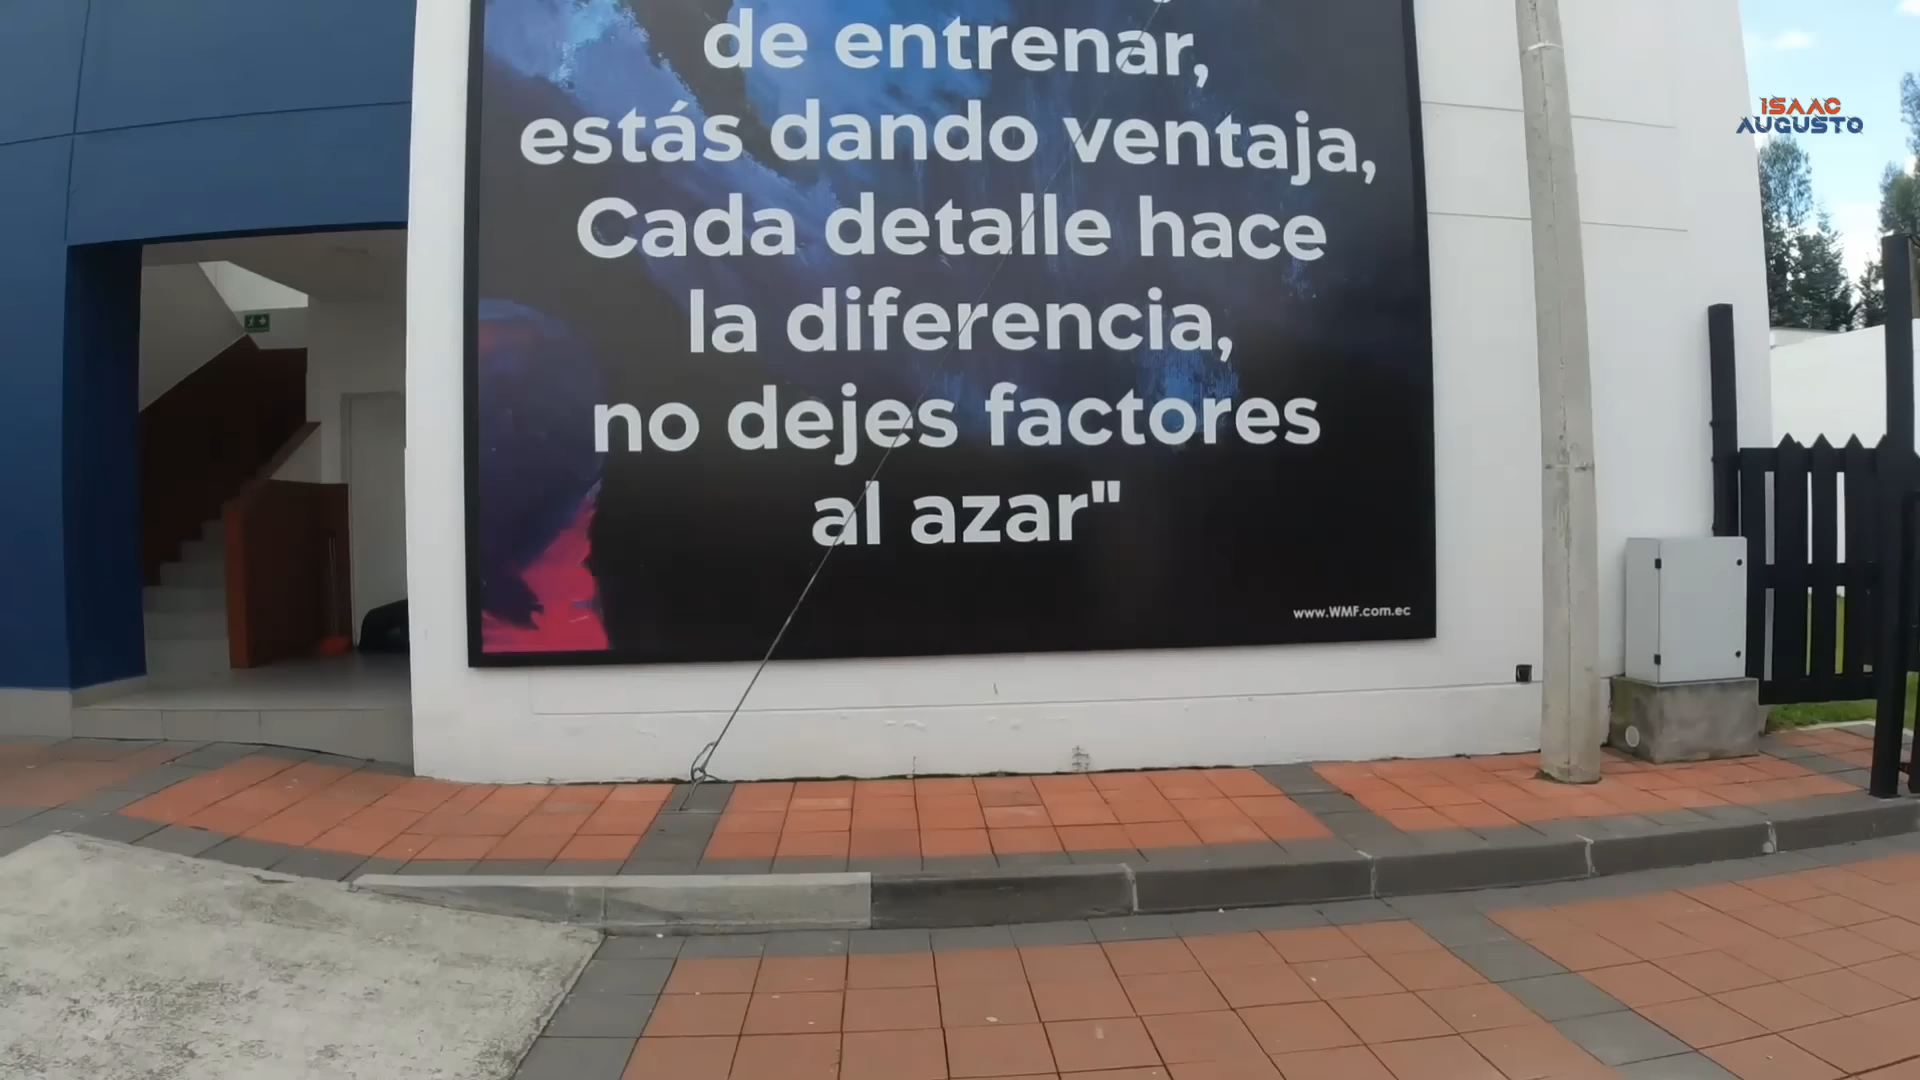 de entrenar,
estás dando ventaja,
Cada detalle hace
la diferencia,
no dejes factores
al azar"
www.WMF.com.ec
ISAAC
AUGUSTO